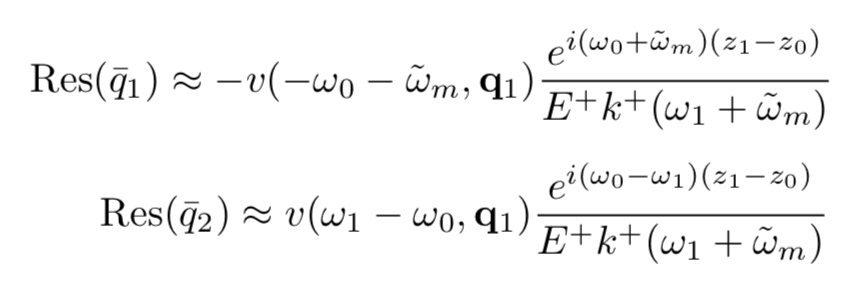 Res(q̄₁) ≈ −v(−ω₀ − ω̃ₘ, 𝐪₁) e^{i(ω₀+ω̃ₘ)(z₁−z₀)} / E⁺k⁺(ω₁ + ω̃ₘ)
Res(q̄₂) ≈ v(ω₁ − ω₀, 𝐪₁) e^{i(ω₀−ω₁)(z₁−z₀)} / E⁺k⁺(ω₁ + ω̃ₘ)